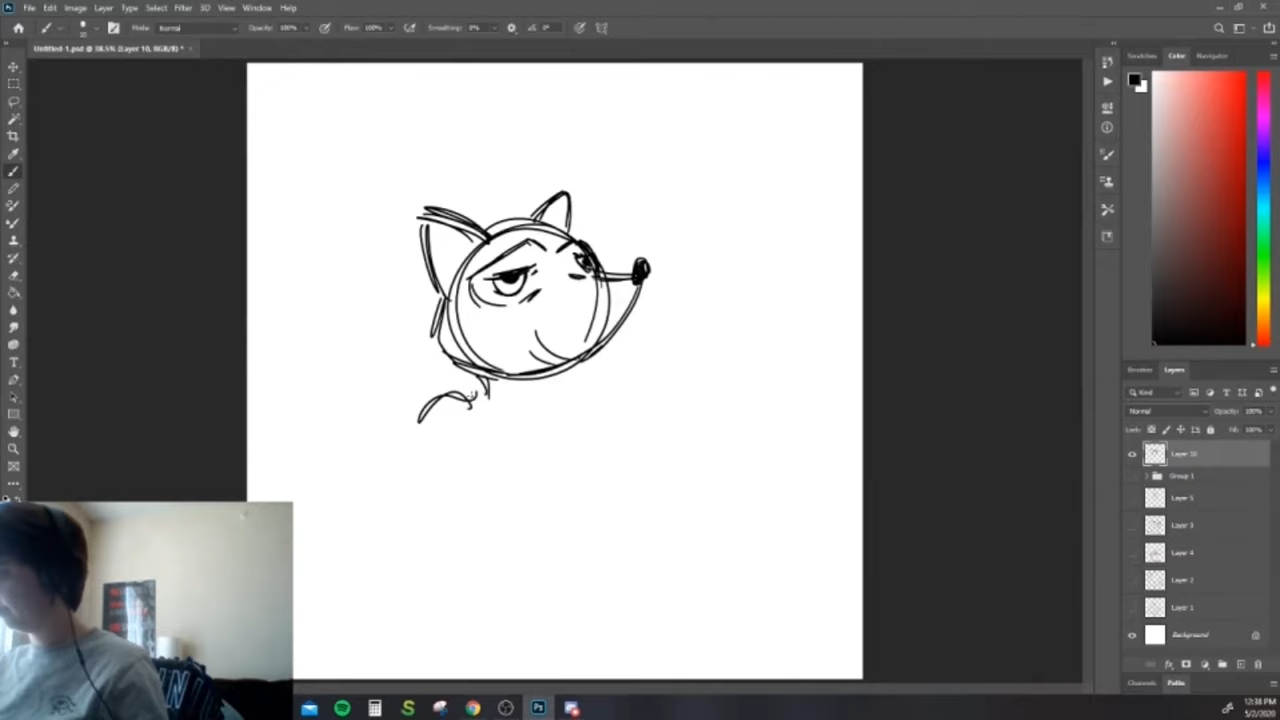 File Edit Image Layer Type Select Filter 3D View Window Help
Mode: Normal Opacity: 100% Flow: 100% Smoothing: 0% 0°
Untitled-1.psd @ 38.5% (Layer 10, RGB/8) *
Swatches Color Navigator
Layers
Kind
Normal Opacity: 100%
Lock: Fill: 100%
Layer 10
Group 1
Layer 5
Layer 3
Layer 4
Layer 2
Layer 1
Background
Channels Paths
12:38 PM
5/2/2020